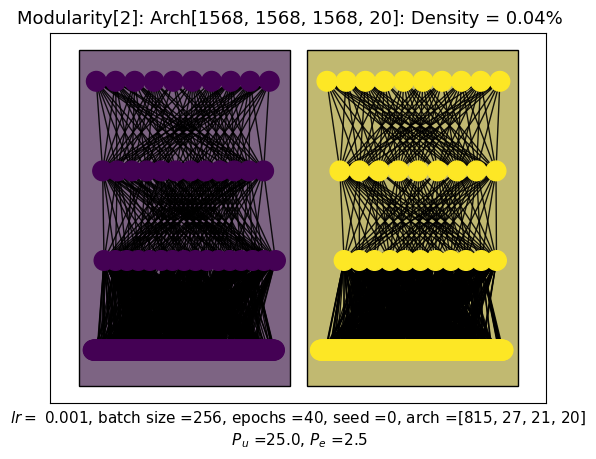 Modularity[2]: Arch[1568, 1568, 1568, 20]: Density = 0.04%
lr = 0.001, batch size =256, epochs =40, seed =0, arch =[815, 27, 21, 20]
P_u =25.0, P_e =2.5